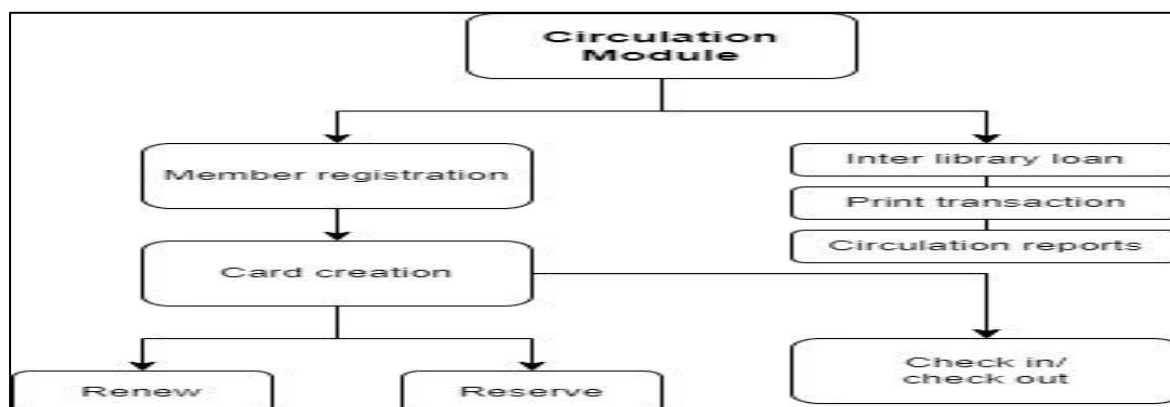 Circulation
Module
Member registration
Inter library loan
Print transaction
Circulation reports
Card creation
Check in/
check out
Renew
Reserve